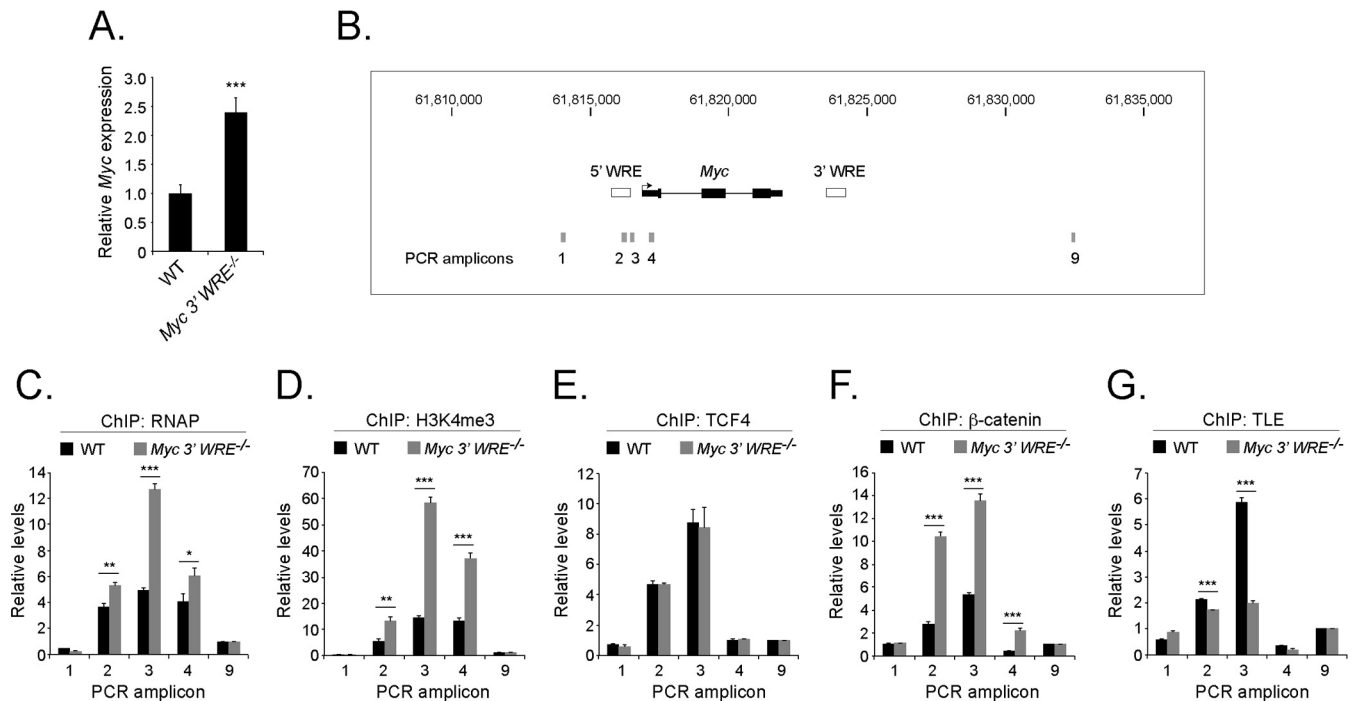 A.
Relative Myc expression
3.0
2.5
2.0
1.5
1.0
0.5
0.0
***
WT
Myc 3' WRE-/-
B.
61,810,000 61,815,000 61,820,000 61,825,000 61,830,000 61,835,000
5' WRE Myc 3' WRE
PCR amplicons 1 2 3 4 9
C.
ChIP: RNAP
WT Myc 3' WRE-/-
Relative levels
14
12
10
8
6
4
2
0
** *** *
1 2 3 4 9
PCR amplicon
D.
ChIP: H3K4me3
WT Myc 3' WRE-/-
Relative levels
70
60
50
40
30
20
10
0
** *** ***
1 2 3 4 9
PCR amplicon
E.
ChIP: TCF4
WT Myc 3' WRE-/-
Relative levels
12
10
8
6
4
2
0
1 2 3 4 9
PCR amplicon
F.
ChIP: β-catenin
WT Myc 3' WRE-/-
Relative levels
16
14
12
10
8
6
4
2
0
*** *** ***
1 2 3 4 9
PCR amplicon
G.
ChIP: TLE
WT Myc 3' WRE-/-
Relative levels
7
6
5
4
3
2
1
0
*** ***
1 2 3 4 9
PCR amplicon